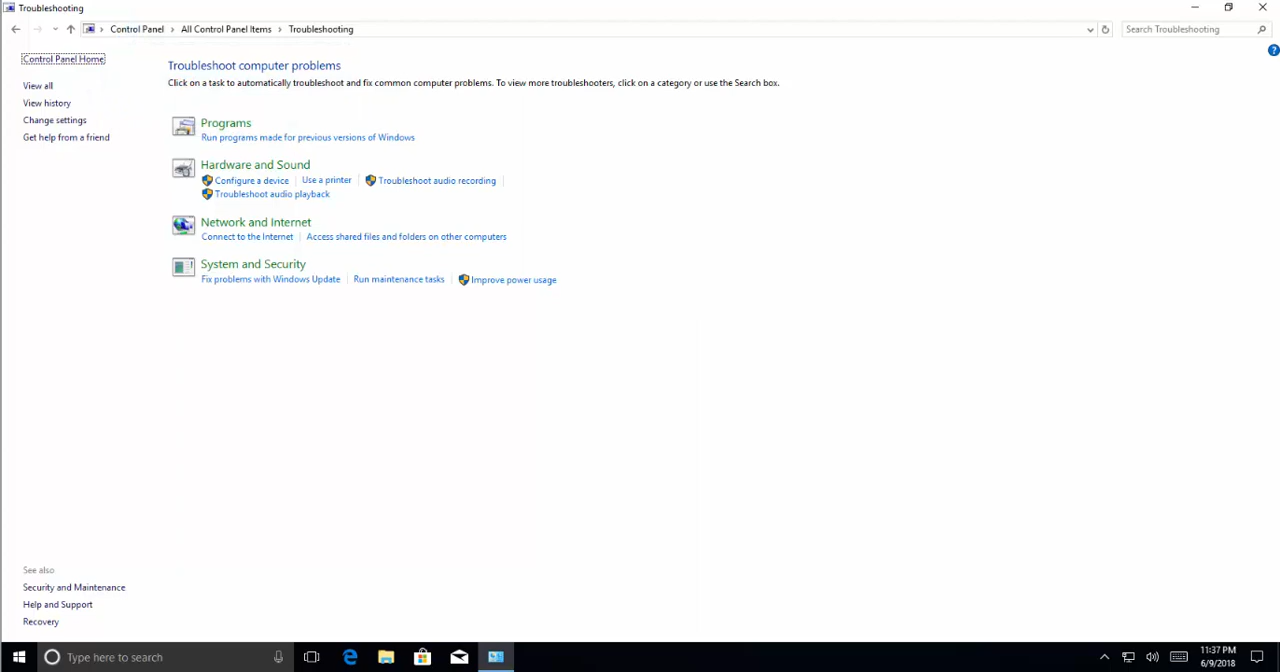 Troubleshooting
Control Panel All Control Panel Items Troubleshooting
Search Troubleshooting
Control Panel Home
View all
View history
Change settings
Get help from a friend
Troubleshoot computer problems
Click on a task to automatically troubleshoot and fix common computer problems. To view more troubleshooters, click on a category or use the Search box.
Programs
Run programs made for previous versions of Windows
Hardware and Sound
Configure a device Use a printer Troubleshoot audio recording
Troubleshoot audio playback
Network and Internet
Connect to the Internet Access shared files and folders on other computers
System and Security
Fix problems with Windows Update Run maintenance tasks Improve power usage
See also
Security and Maintenance
Help and Support
Recovery
Type here to search
11:37 PM
6/9/2018